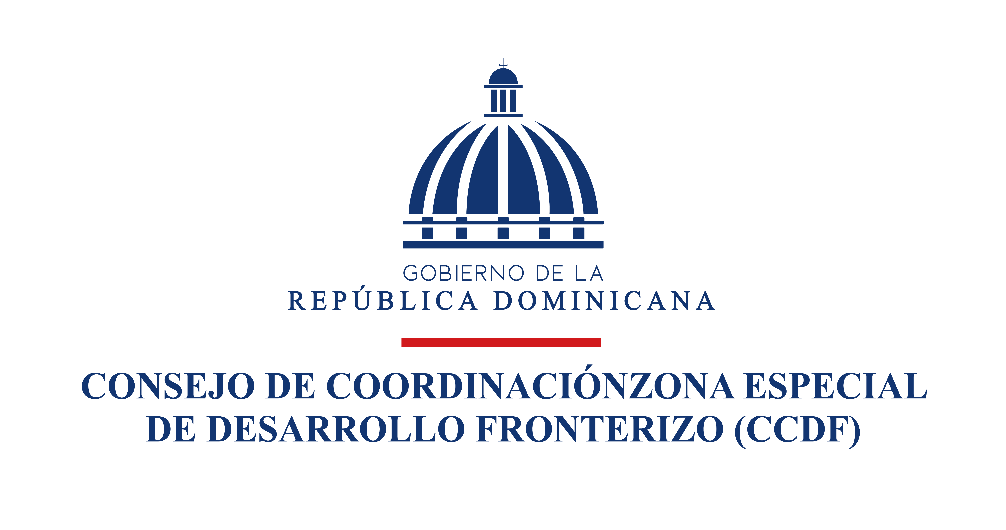 GOBIERNO DE LA
REPÚBLICA DOMINICANA
CONSEJO DE COORDINACIÓNZONA ESPECIAL
DE DESARROLLO FRONTERIZO (CCDF)